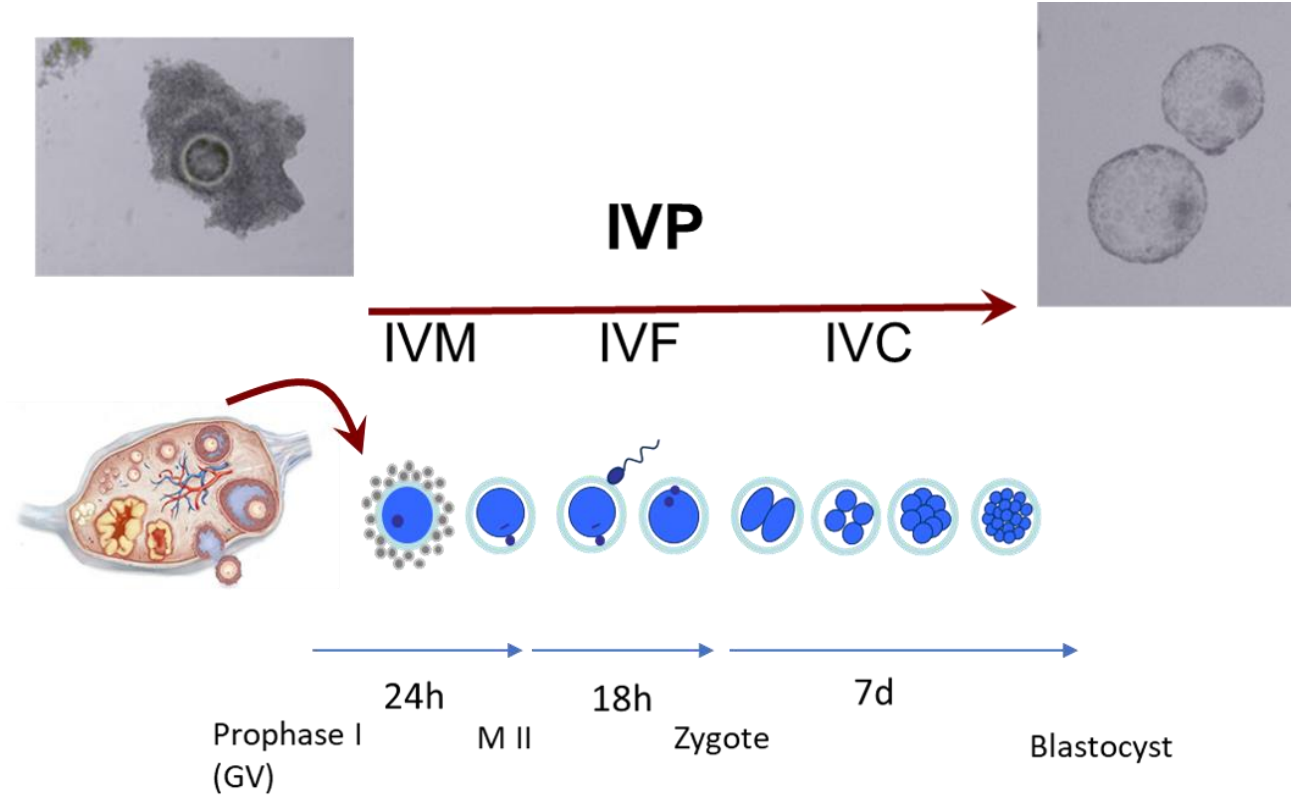 IVP
IVM
IVF
IVC
24h
18h
7d
Prophase I
(GV)
M II
Zygote
Blastocyst